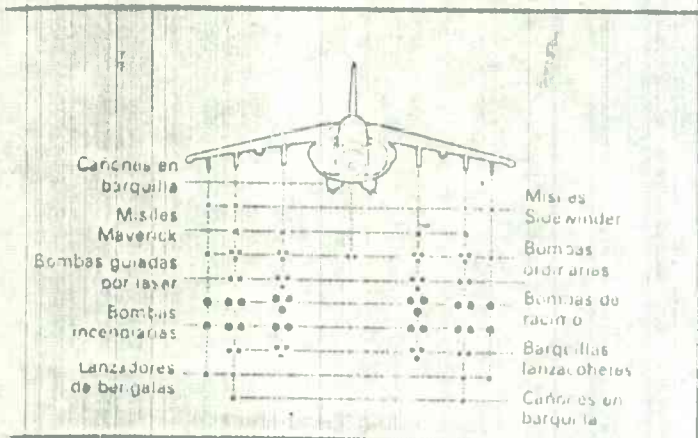 Cañones en
barquilla
Misiles
Maverick
Bombas guiadas
por laser
Bombas
incendiarias
Lanzadores
de bengalas
Misiles
Sidewinder
Bombas
ordinarias
Bombas de
racimo
Barquillas
lanzacohetes
Cañones en
barquilla